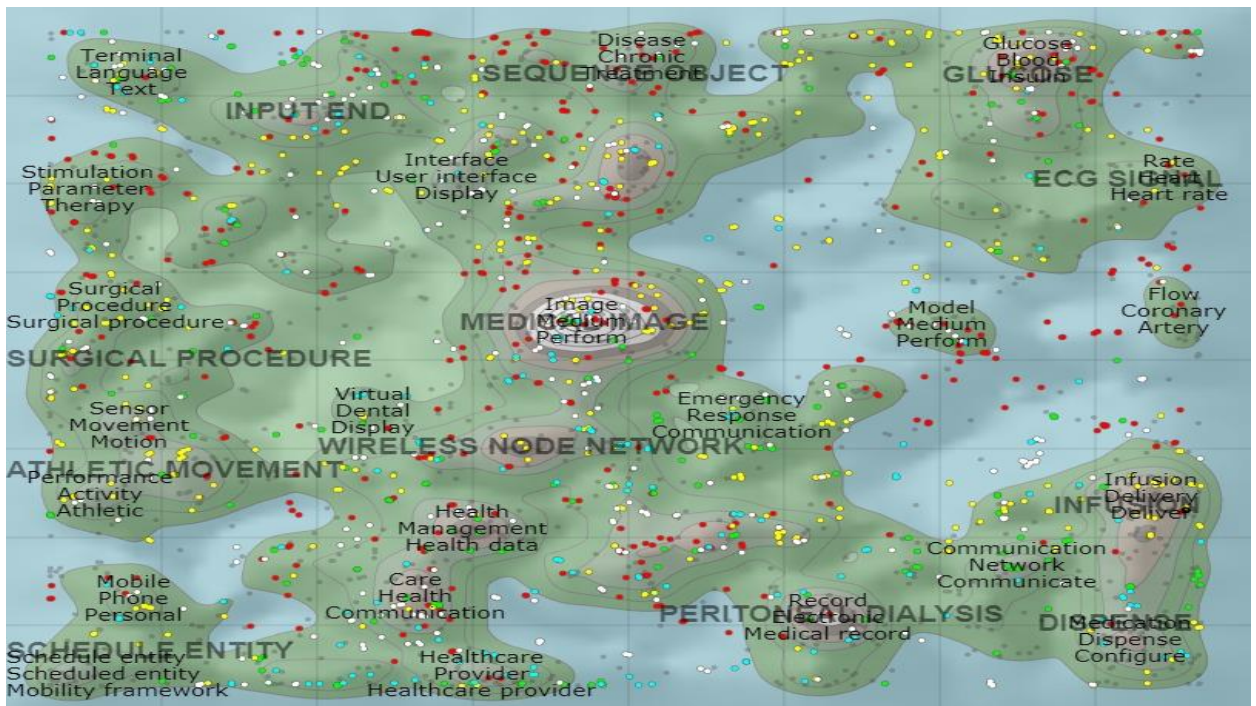 Terminal
Language
Text
INPUT END
Disease
Chronic
Treatment
SEQUENCE OBJECT
Glucose
Blood
Insulin
GLUCOSE
Stimulation
Parameter
Therapy
Interface
User interface
Display
Rate
Heart
Heart rate
ECG SIGNAL
Surgical
Procedure
Surgical procedure
Image
Medium
Perform
MEDICAL IMAGE
Model
Medium
Perform
Flow
Coronary
Artery
SURGICAL PROCEDURE
Sensor
Movement
Motion
Virtual
Dental
Display
Emergency
Response
Communication
WIRELESS NODE NETWORK
ATHLETIC MOVEMENT
Performance
Activity
Athletic
Health
Management
Health data
Infusion
Delivery
Deliver
INFUSION
Communication
Network
Communicate
Mobile
Phone
Personal
Care
Health
Communication
Record
Electronic
Medical record
PERITONEAL DIALYSIS
Medication
Dispense
Configure
SCHEDULE ENTITY
Schedule entity
Scheduled entity
Mobility framework
Healthcare
Provider
Healthcare provider